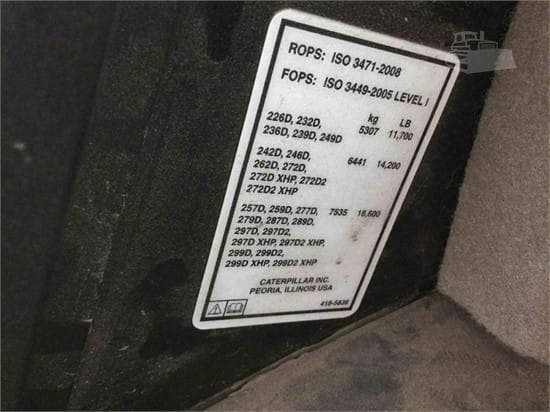 ROPS: ISO 3471-2008
FOPS: ISO 3449-2005 LEVEL I
kg LB
226D, 232D, 5307 11,700
236D, 239D, 249D
242D, 246D, 6441 14,200
262D, 272D,
272D XHP, 272D2
272D2 XHP
257D, 259D, 277D, 7535 16,600
279D, 287D, 289D,
297D, 297D2,
297D XHP, 297D2 XHP,
299D, 299D2,
299D XHP, 299D2 XHP
CATERPILLAR INC.
PEORIA, ILLINOIS USA
418-5836